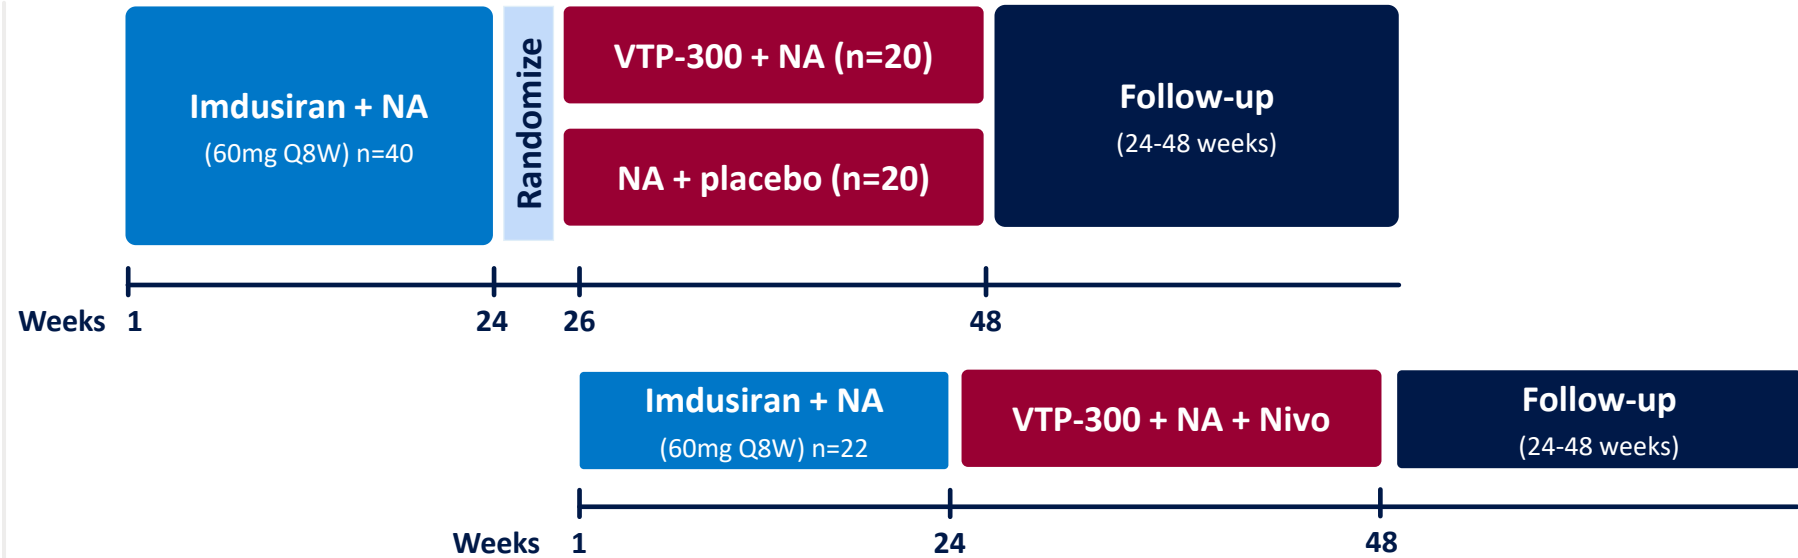 Imdusiran + NA
(60mg Q8W) n=40
Randomize
VTP-300 + NA (n=20)
NA + placebo (n=20)
Follow-up
(24-48 weeks)
Weeks 1 24 26 48
Imdusiran + NA
(60mg Q8W) n=22
VTP-300 + NA + Nivo
Follow-up
(24-48 weeks)
Weeks 1 24 48